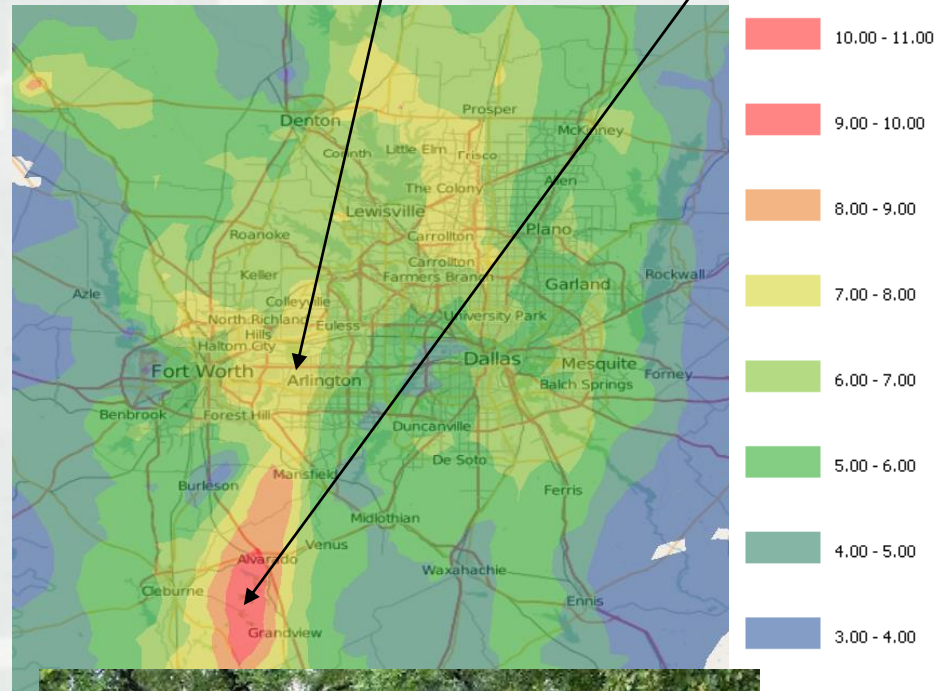 10.00 - 11.00
9.00 - 10.00
8.00 - 9.00
7.00 - 8.00
6.00 - 7.00
5.00 - 6.00
4.00 - 5.00
3.00 - 4.00
Prosper
Denton
McKinney
Corinth
Little Elm
Frisco
Allen
The Colony
Lewisville
Plano
Roanoke
Carrollton
Carrollton
Keller
Farmers Branch
Rockwall
Garland
Azle
Colleyville
North Richland
Hills
Euless
University Park
Haltom City
Fort Worth
Arlington
Dallas
Mesquite
Forney
Balch Springs
Benbrook
Forest Hill
Duncanville
De Soto
Mansfield
Burleson
Ferris
Midlothian
Venus
Alvarado
Waxahachie
Cleburne
Ennis
Grandview